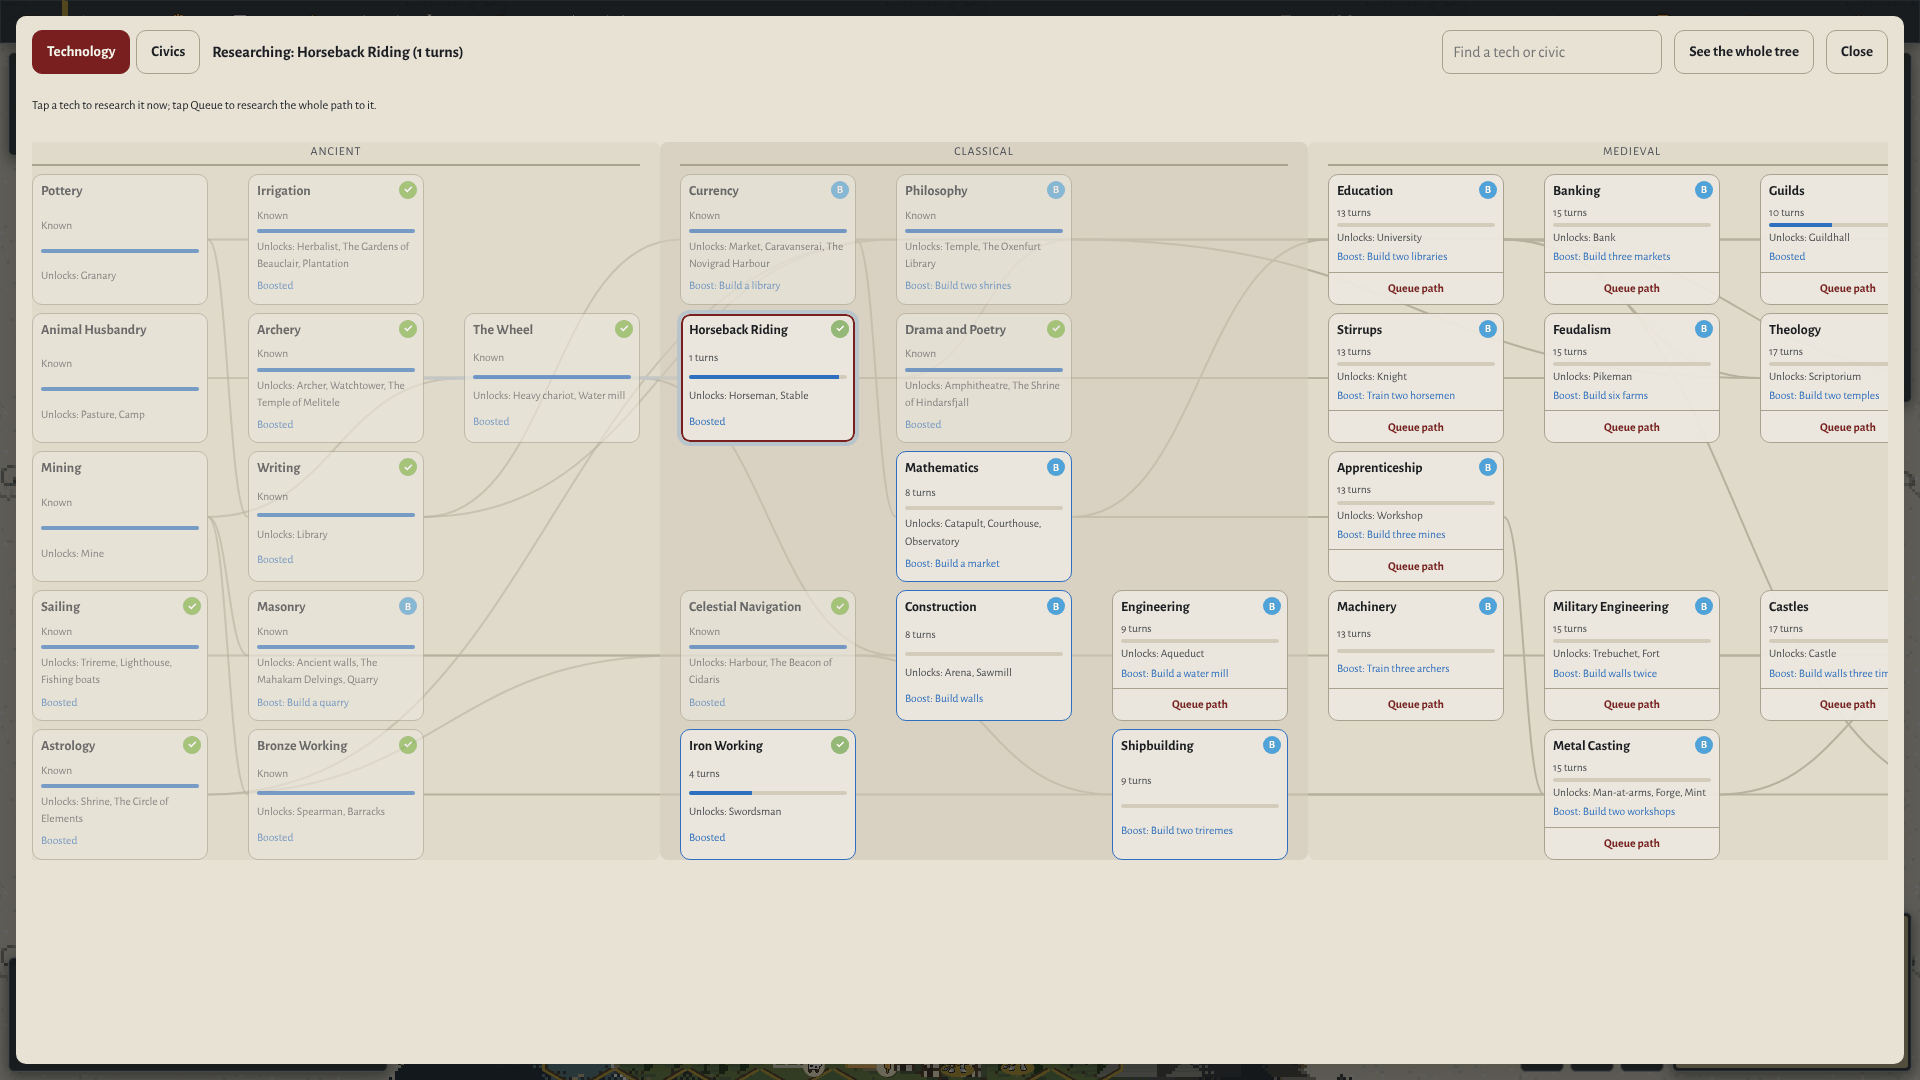 Technology
Civics
Researching: Horseback Riding (1 turns)
Find a tech or civic
See the whole tree
Close
Tap a tech to research it now; tap Queue to research the whole path to it.
ANCIENT
Pottery
Known
Unlocks: Granary
Irrigation
Known
Unlocks: Herbalist, The Gardens of
Beauclair, Plantation
Boosted
Animal Husbandry
Known
Unlocks: Pasture, Camp
Archery
Known
Unlocks: Archer, Watchtower, The
Temple of Melitele
Boosted
The Wheel
Known
Unlocks: Heavy chariot, Water mill
Boosted
Mining
Known
Unlocks: Mine
Writing
Known
Unlocks: Library
Boosted
Sailing
Known
Unlocks: Trireme, Lighthouse,
Fishing boats
Boosted
Masonry
B
Known
Unlocks: Ancient walls, The
Mahakam Delvings, Quarry
Boost: Build a quarry
Astrology
Known
Unlocks: Shrine, The Circle of
Elements
Boosted
Bronze Working
Known
Unlocks: Spearman, Barracks
Boosted
CLASSICAL
Currency
B
Known
Unlocks: Market, Caravanserai, The
Novigrad Harbour
Boost: Build a library
Philosophy
B
Known
Unlocks: Temple, The Oxenfurt
Library
Boost: Build two shrines
Horseback Riding
1 turns
Unlocks: Horseman, Stable
Boosted
Drama and Poetry
Known
Unlocks: Amphitheatre, The Shrine
of Hindarsfjall
Boosted
Mathematics
B
8 turns
Unlocks: Catapult, Courthouse,
Observatory
Boost: Build a market
Celestial Navigation
Known
Unlocks: Harbour, The Beacon of
Cidaris
Boosted
Construction
B
8 turns
Unlocks: Arena, Sawmill
Boost: Build walls
Engineering
B
9 turns
Unlocks: Aqueduct
Boost: Build a water mill
Queue path
Iron Working
4 turns
Unlocks: Swordsman
Boosted
Shipbuilding
B
9 turns
Boost: Build two triremes
MEDIEVAL
Education
B
13 turns
Unlocks: University
Boost: Build two libraries
Queue path
Banking
B
15 turns
Unlocks: Bank
Boost: Build three markets
Queue path
Guilds
10 turns
Unlocks: Guildhall
Boosted
Queue path
Stirrups
B
13 turns
Unlocks: Knight
Boost: Train two horsemen
Queue path
Feudalism
B
15 turns
Unlocks: Pikeman
Boost: Build six farms
Queue path
Theology
17 turns
Unlocks: Scriptorium
Boost: Build two temples
Queue path
Apprenticeship
B
13 turns
Unlocks: Workshop
Boost: Build three mines
Queue path
Machinery
B
13 turns
Boost: Train three archers
Queue path
Military Engineering
B
15 turns
Unlocks: Trebuchet, Fort
Boost: Build walls twice
Queue path
Castles
17 turns
Unlocks: Castle
Boost: Build walls three tim
Queue path
Metal Casting
B
15 turns
Unlocks: Man-at-arms, Forge, Mint
Boost: Build two workshops
Queue path